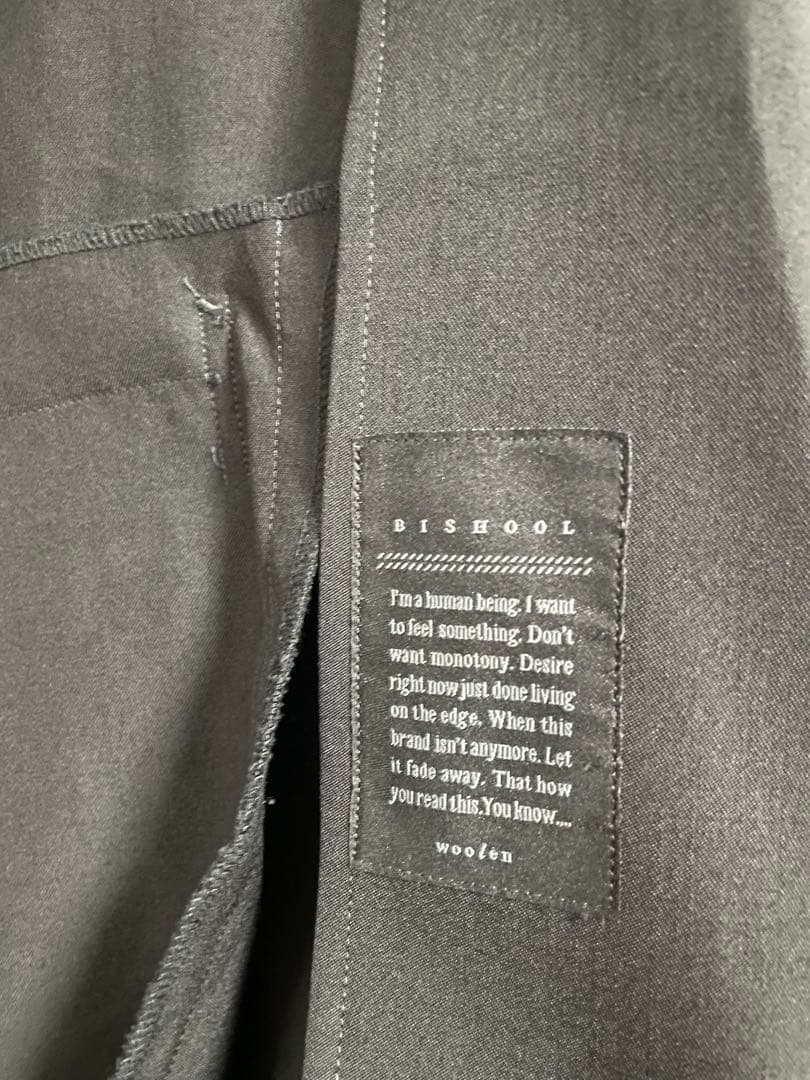 BISHOOL
I'm a human being. I want
to feel something. Don't
want monotony. Desire
right now just done living
on the edge. When this
brand isn't anymore. Let
it fade away. That how
you read this.You know....
woolen